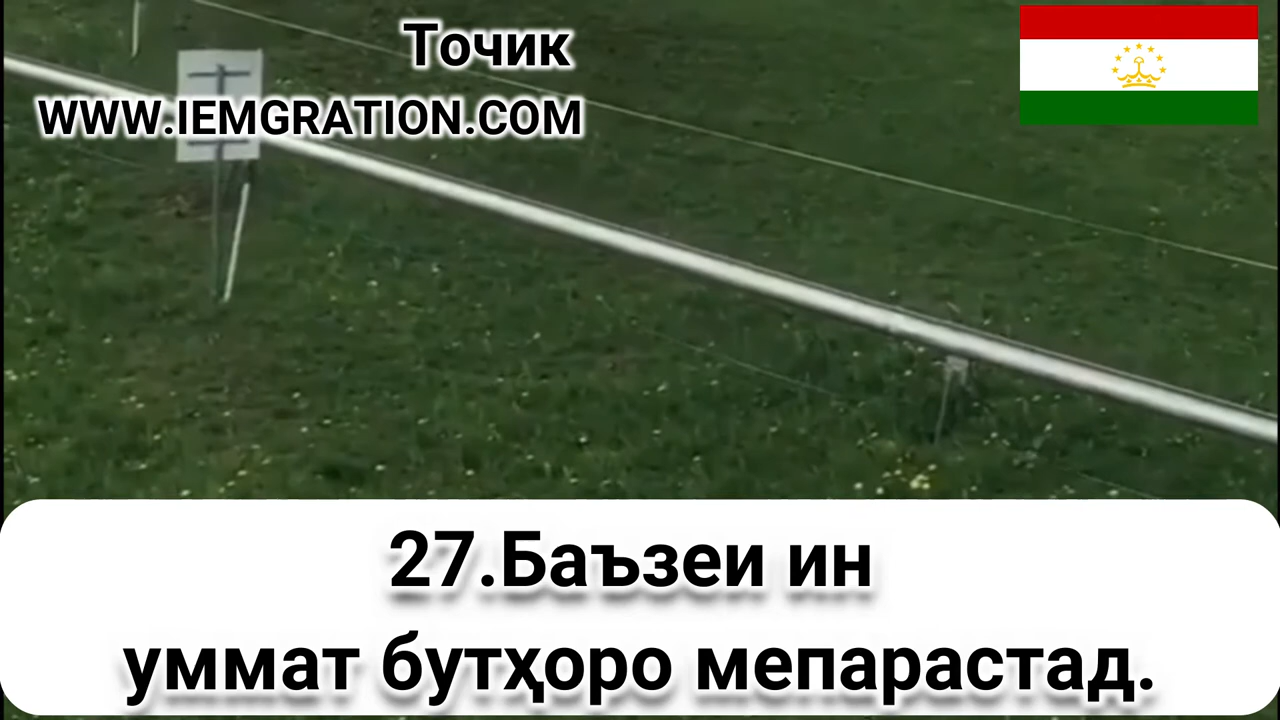 Точик
WWW.IEMGRATION.COM
27.Баъзеи ин
уммат бутҳоро мепарастад.